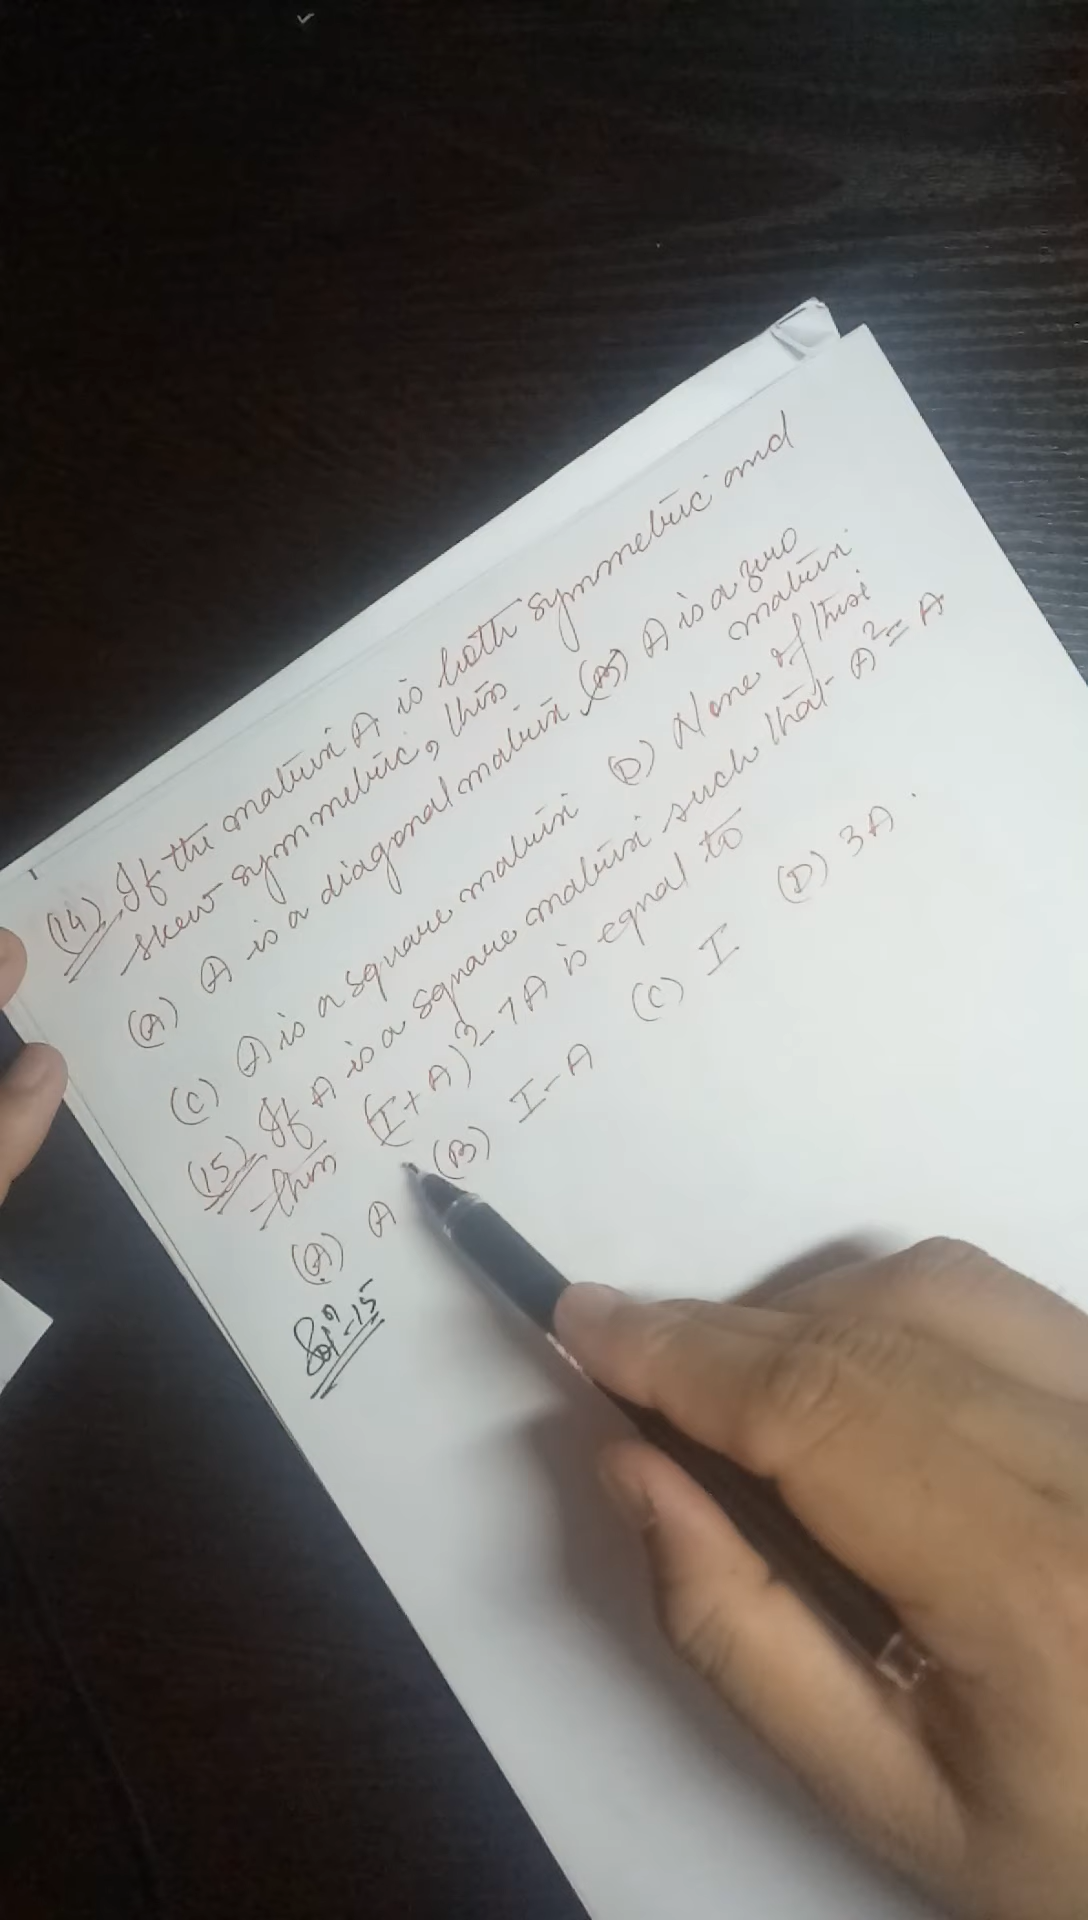 (14) If the matrix A is both symmetric and
skew symmetric, then
(A) A is a diagonal matrix (B) A is a zero
matrix
(C) A is a square matrix (D) None of these
(15) If A is a square matrix such that A² = A
then (I + A)³ - 7A is equal to
(A) A (B) I - A (C) I (D) 3A.
Solⁿ-15